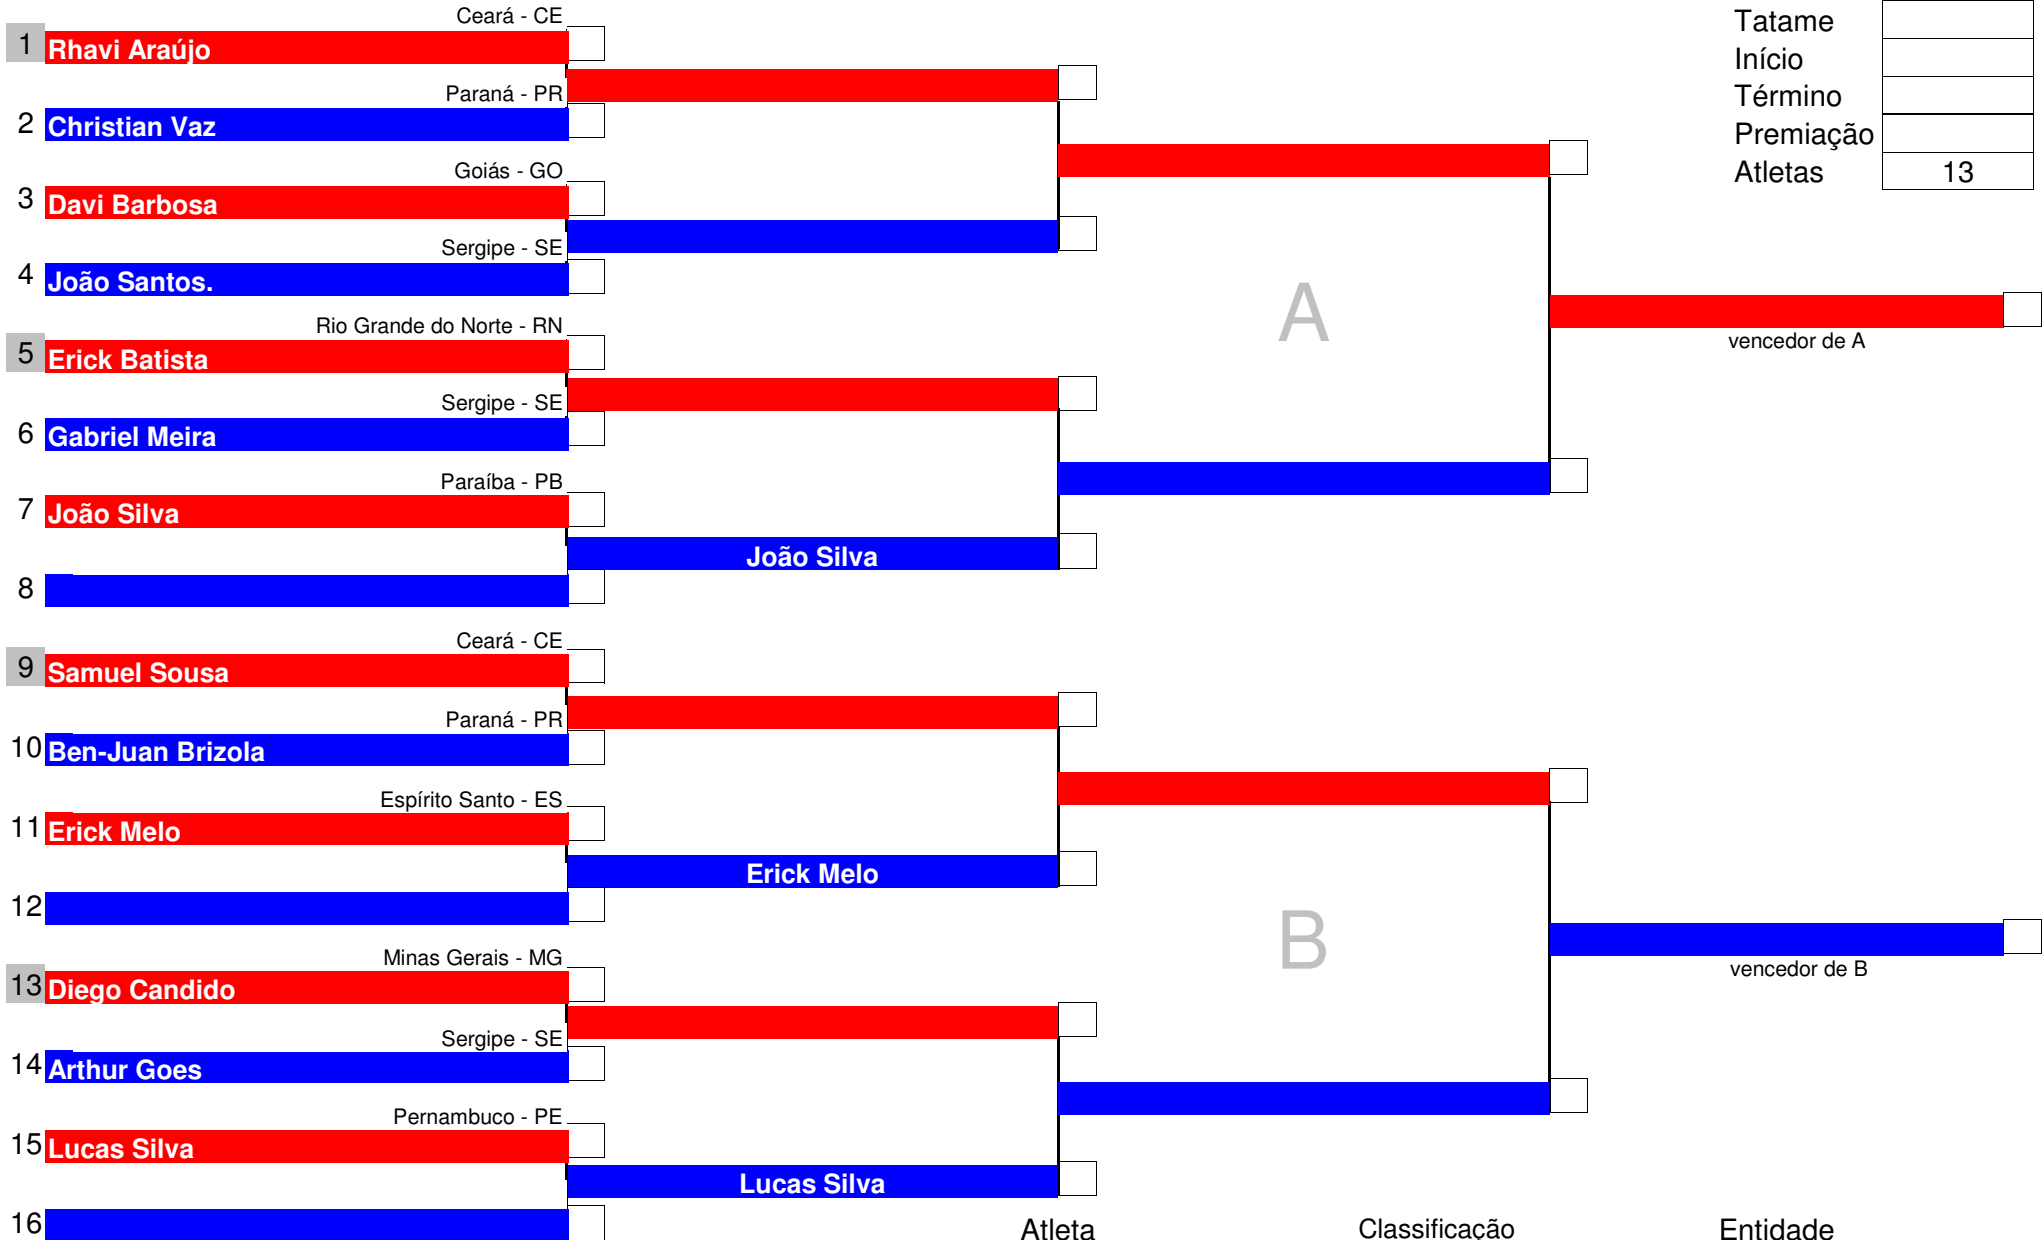 Ceará - CE
1 Rhavi Araújo
Paraná - PR
2 Christian Vaz
Goiás - GO
3 Davi Barbosa
Sergipe - SE
4 João Santos.
Rio Grande do Norte - RN
5 Erick Batista
Sergipe - SE
6 Gabriel Meira
Paraíba - PB
7 João Silva
João Silva
8
Ceará - CE
9 Samuel Sousa
Paraná - PR
10 Ben-Juan Brizola
Espírito Santo - ES
11 Erick Melo
Erick Melo
12
Minas Gerais - MG
13 Diego Candido
Sergipe - SE
14 Arthur Goes
Pernambuco - PE
15 Lucas Silva
Lucas Silva
16
A
B
Tatame
Início
Término
Premiação
Atletas 13
vencedor de A
vencedor de B
Atleta Classificação Entidade